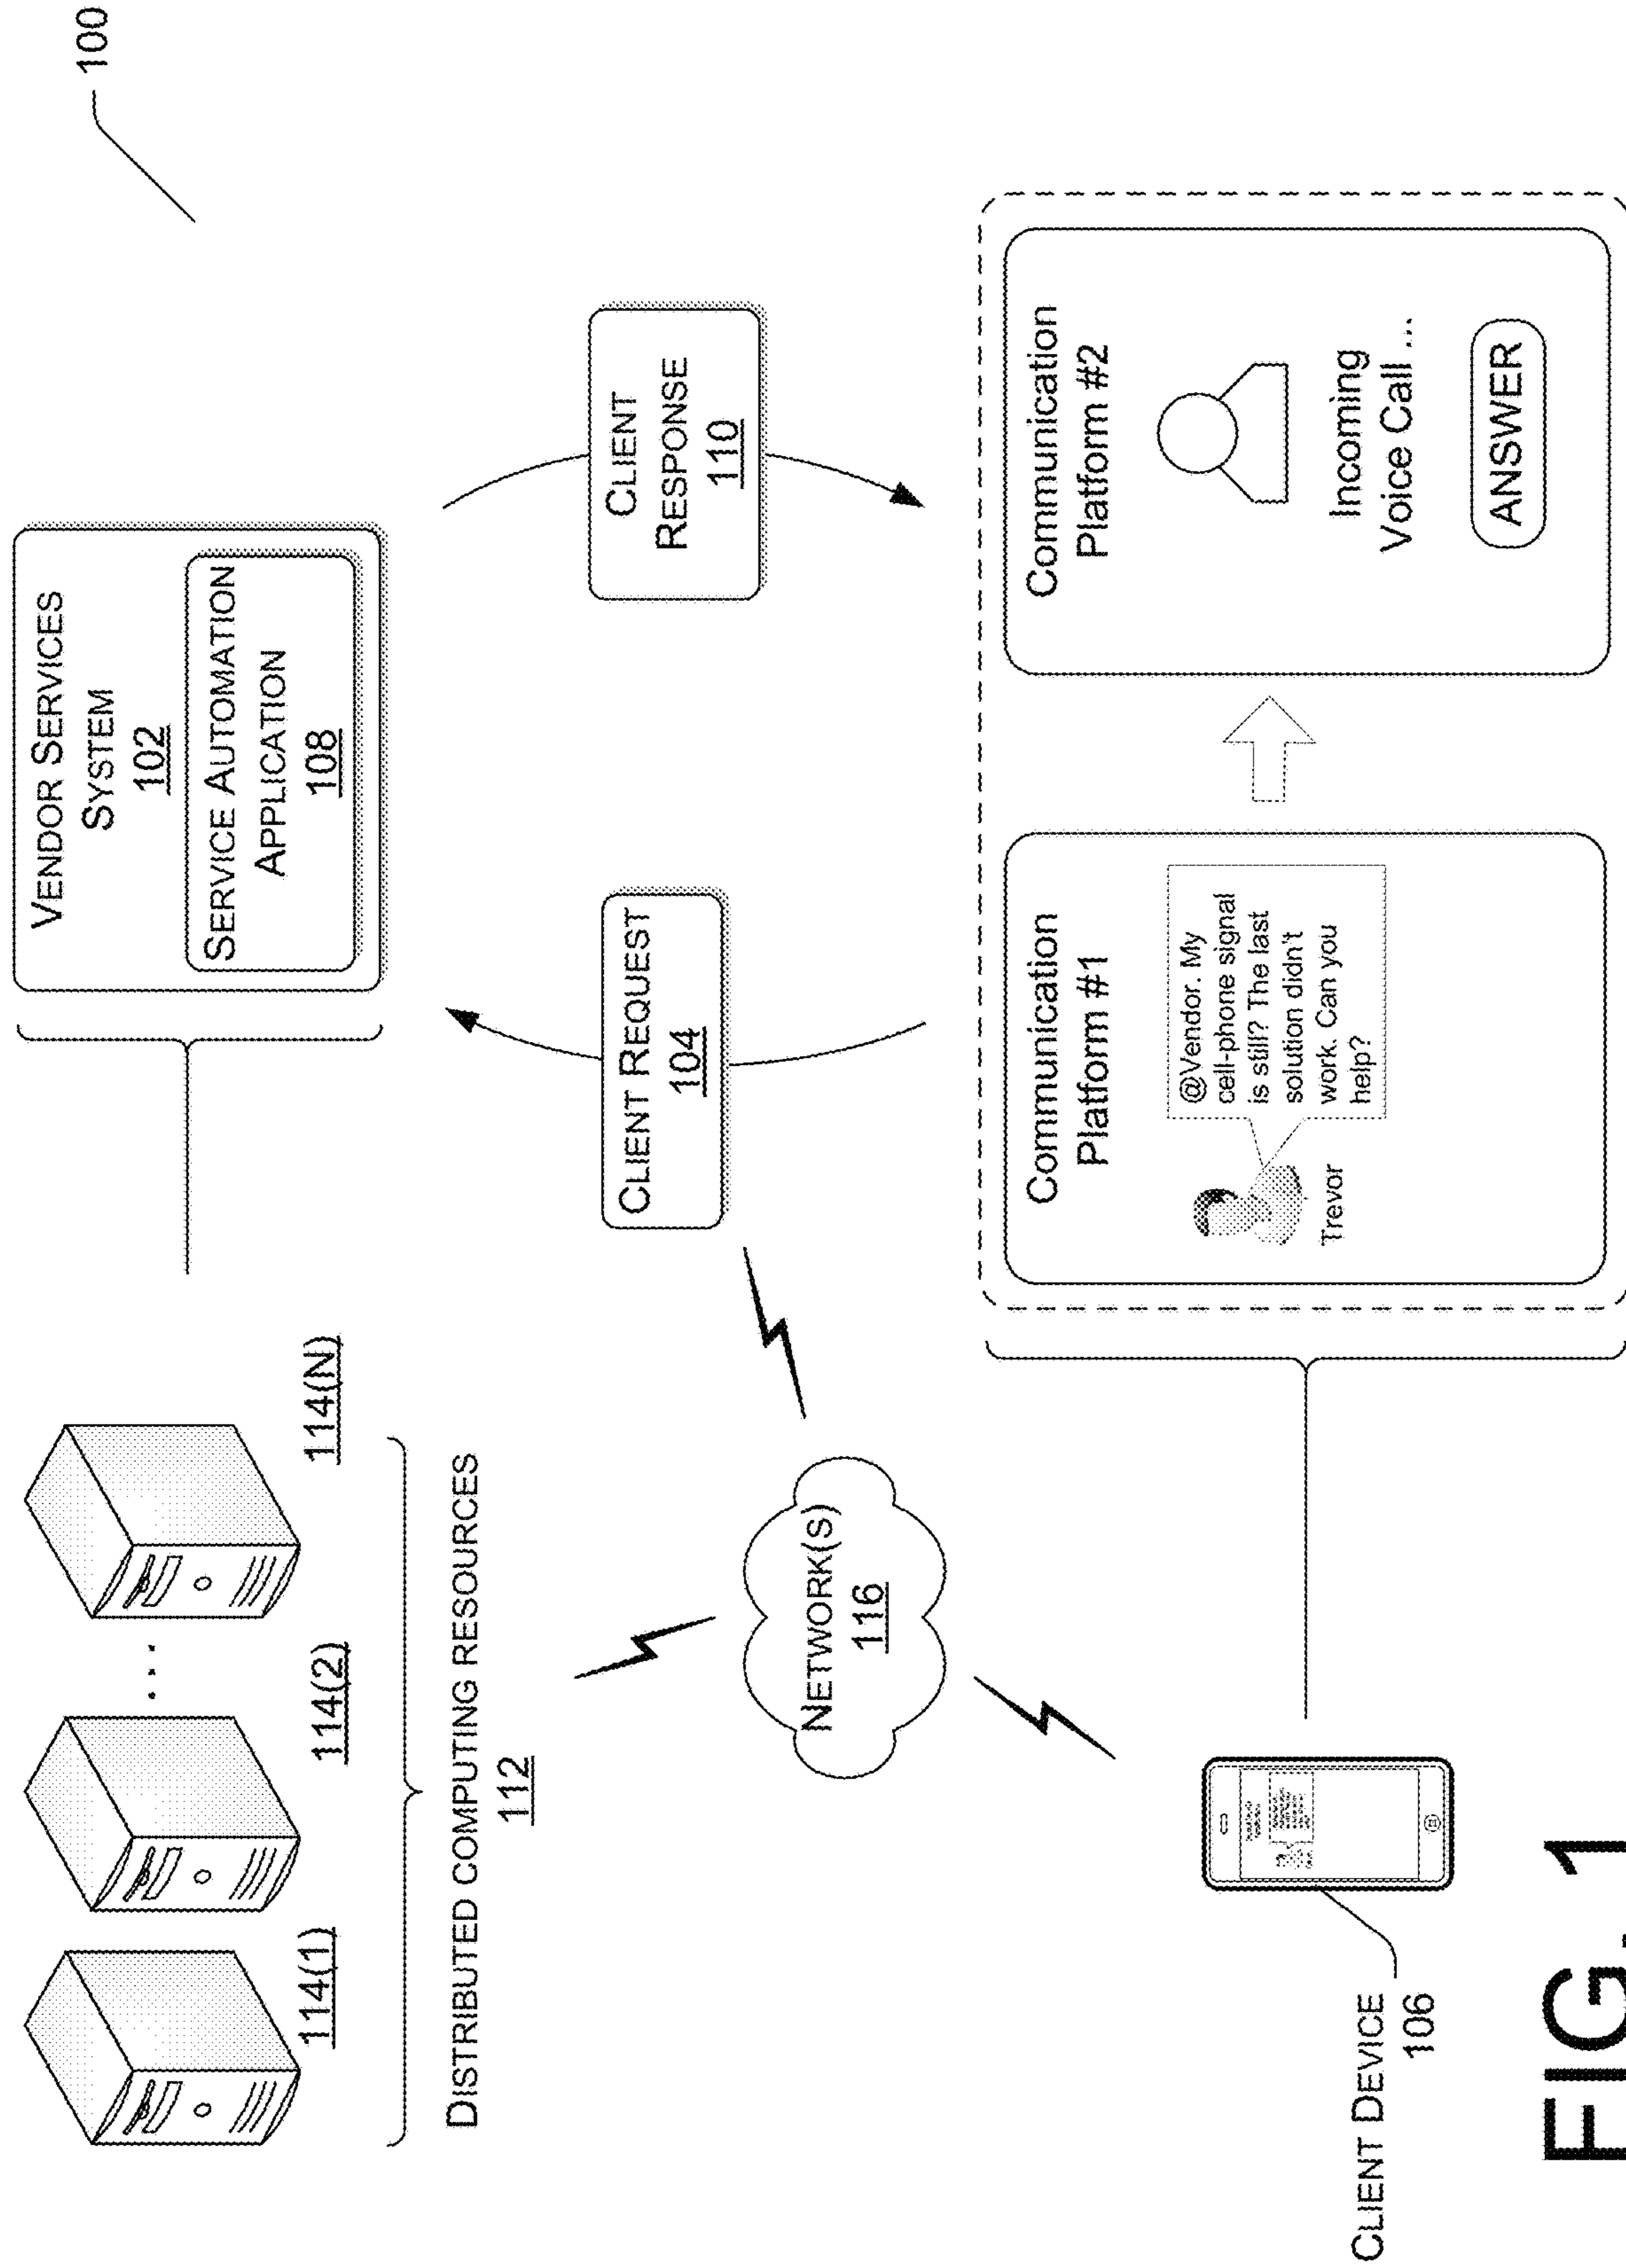 100
114(1)
114(2)
114(N)
DISTRIBUTED COMPUTING RESOURCES
112
VENDOR SERVICES
SYSTEM
102
SERVICE AUTOMATION
APPLICATION
108
NETWORK(S)
116
CLIENT REQUEST
104
CLIENT
RESPONSE
110
CLIENT DEVICE
106
Communication
Platform #1
Trevor
@Vendor. My
cell-phone signal
is still? The last
solution didn't
work. Can you
help?
Communication
Platform #2
Incoming
Voice Call ...
ANSWER
FIG. 1